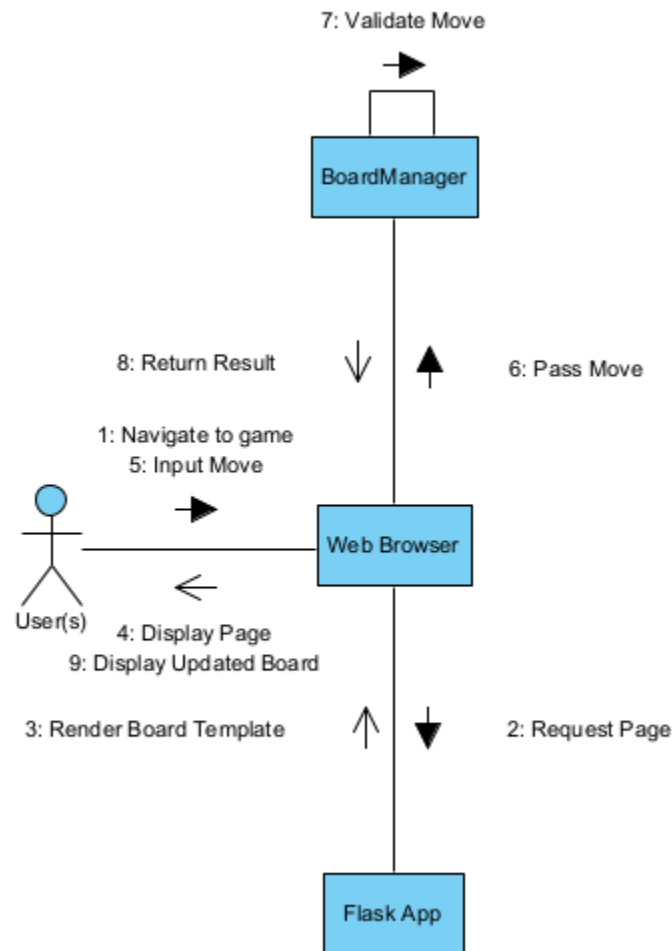 7: Validate Move
BoardManager
8: Return Result
6: Pass Move
1: Navigate to game
5: Input Move
Web Browser
User(s)
4: Display Page
9: Display Updated Board
3: Render Board Template
2: Request Page
Flask App